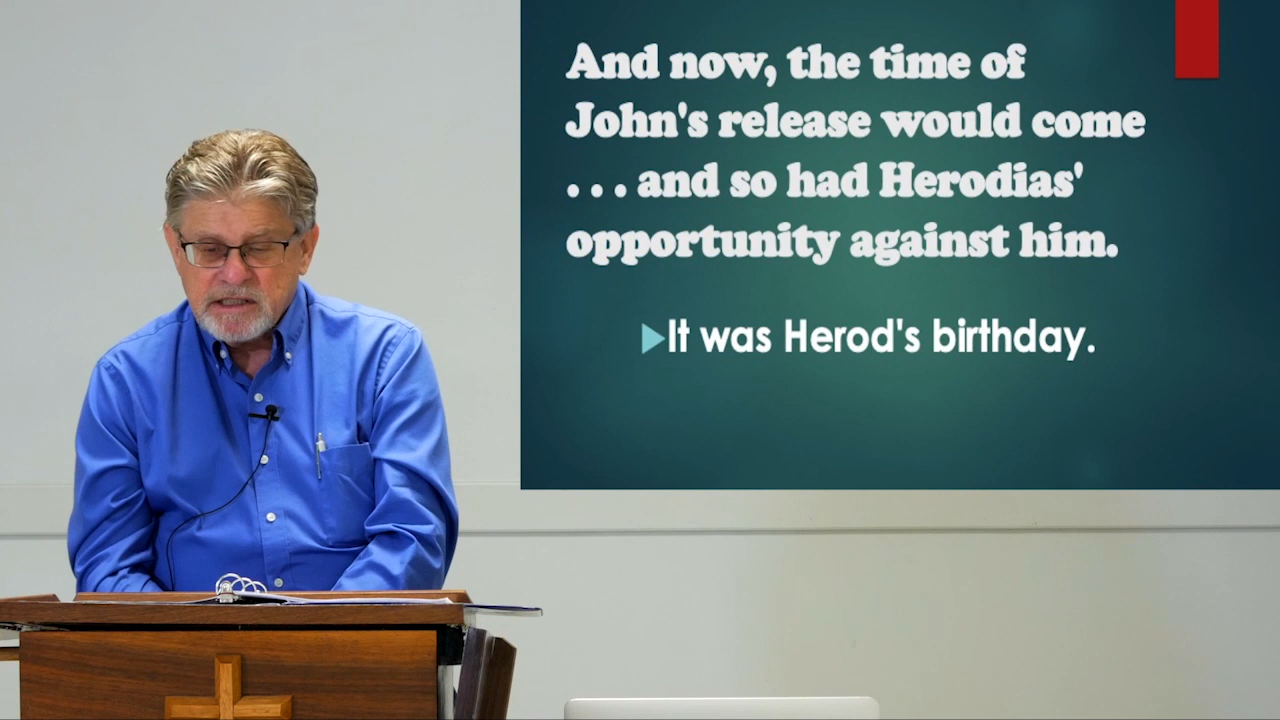 And now, the time of
John's release would come
. . . and so had Herodias'
opportunity against him.
It was Herod's birthday.